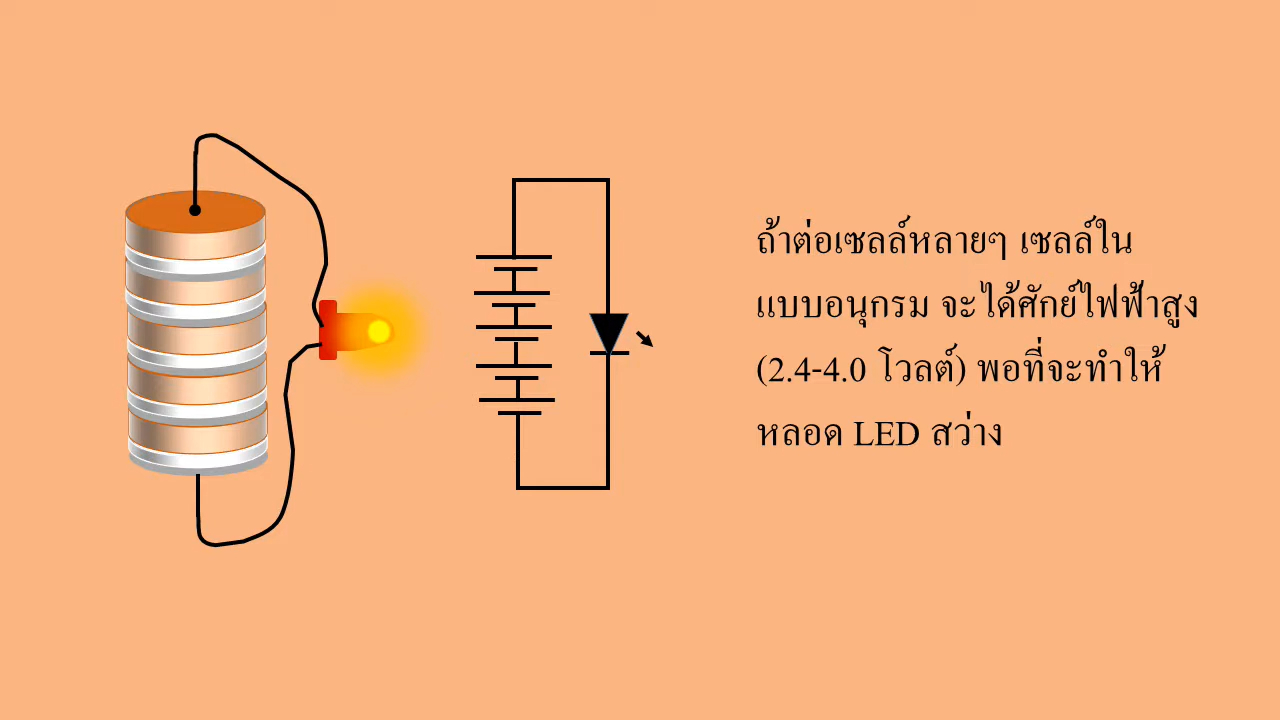 ถ้าต่อเซลล์หลายๆ เซลล์ใน
แบบอนุกรม จะได้ศักย์ไฟฟ้าสูง
(2.4-4.0 โวลต์) พอที่จะทำให้
หลอด LED สว่าง